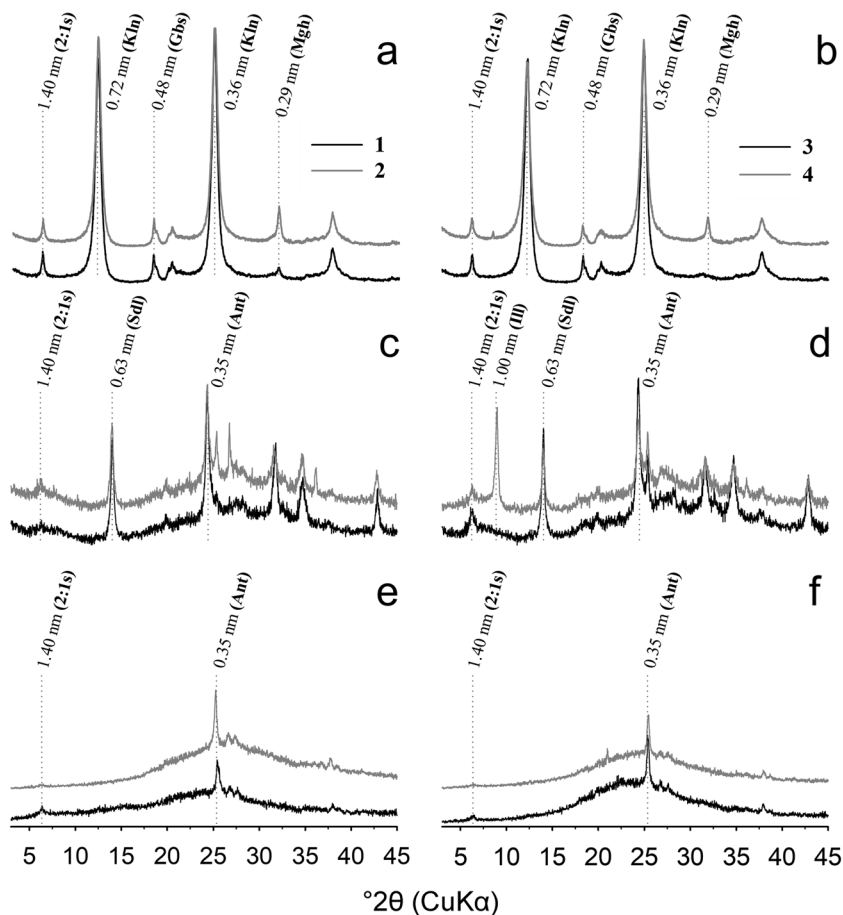 a
1.40 nm (2:1s)
0.72 nm (Kln)
0.48 nm (Gbs)
0.36 nm (Kln)
0.29 nm (Mgh)
1
2
b
1.40 nm (2:1s)
0.72 nm (Kln)
0.48 nm (Gbs)
0.36 nm (Kln)
0.29 nm (Mgh)
3
4
c
1.40 nm (2:1s)
0.63 nm (Sdl)
0.35 nm (Ant)
d
1.40 nm (2:1s)
1.00 nm (Ill)
0.63 nm (Sdl)
0.35 nm (Ant)
e
1.40 nm (2:1s)
0.35 nm (Ant)
f
1.40 nm (2:1s)
0.35 nm (Ant)
5 10 15 20 25 30 35 40 45
5 10 15 20 25 30 35 40 45
°2θ (CuKα)